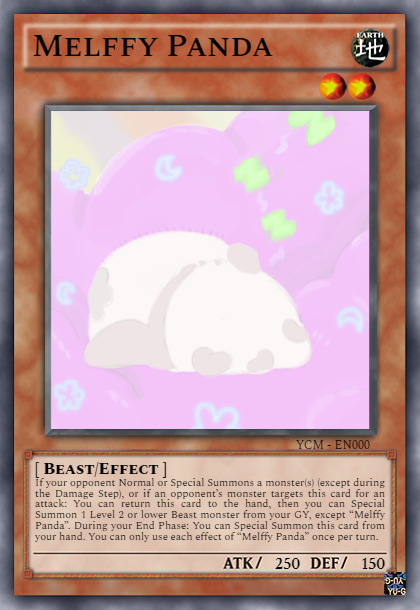 MELFFY PANDA
EARTH
地
YCM - EN000
[ BEAST/EFFECT ]
If your opponent Normal or Special Summons a monster(s) (except during
the Damage Step), or if an opponent's monster targets this card for an
attack: You can return this card to the hand, then you can Special
Summon 1 Level 2 or lower Beast monster from your GY, except "Melffy
Panda". During your End Phase: You can Special Summon this card from
your hand. You can only use each effect of "Melffy Panda" once per turn.
ATK/ 250 DEF/ 150